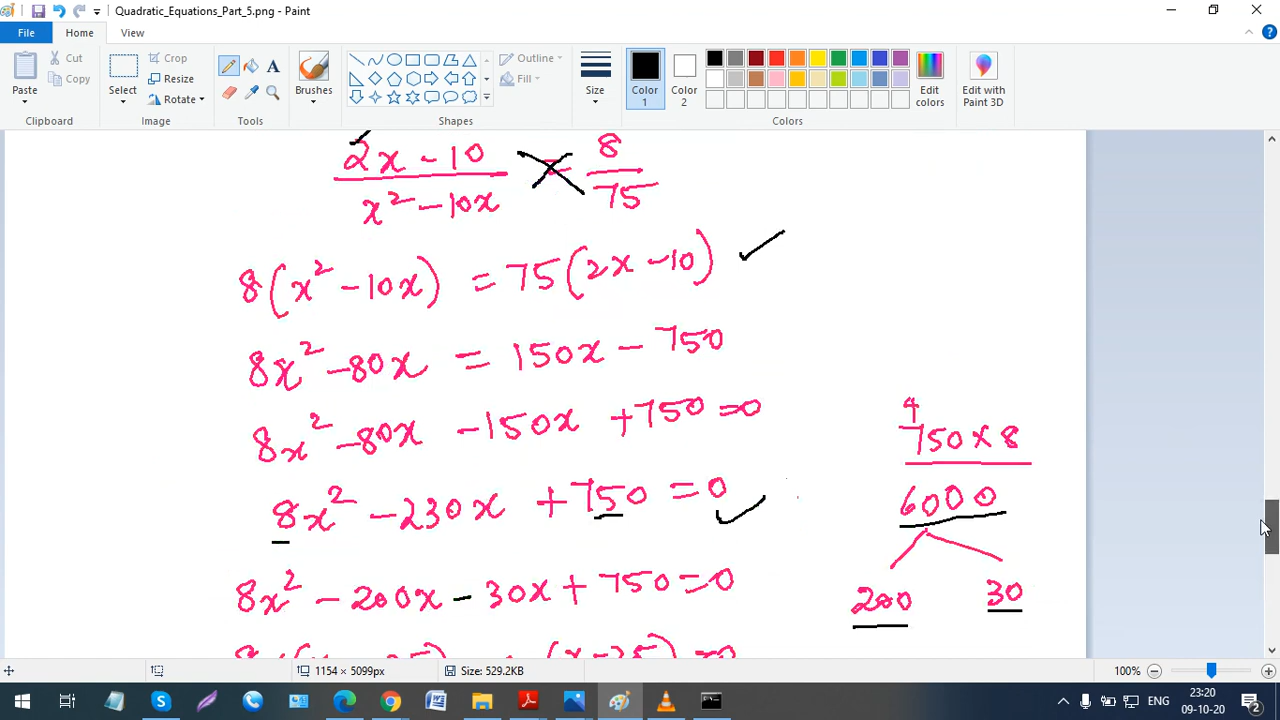 Quadratic_Equations_Part_5.png - Paint
File Home View
Paste Cut Copy Clipboard
Select Crop Resize Rotate Image
Tools
Brushes
Outline Fill Shapes
Size
Color 1 Color 2 Edit colors Colors
Edit with Paint 3D
2x - 10 / x² - 10x = 8 / 75
8(x² - 10x) = 75(2x - 10)
8x² - 80x = 150x - 750
8x² - 80x - 150x + 750 = 0
8x² - 230x + 750 = 0
8x² - 200x - 30x + 750 = 0
4
750 × 8
6000
200 30
1154 × 5099px Size: 529.2KB 100%
ENG 23:20 09-10-20 2